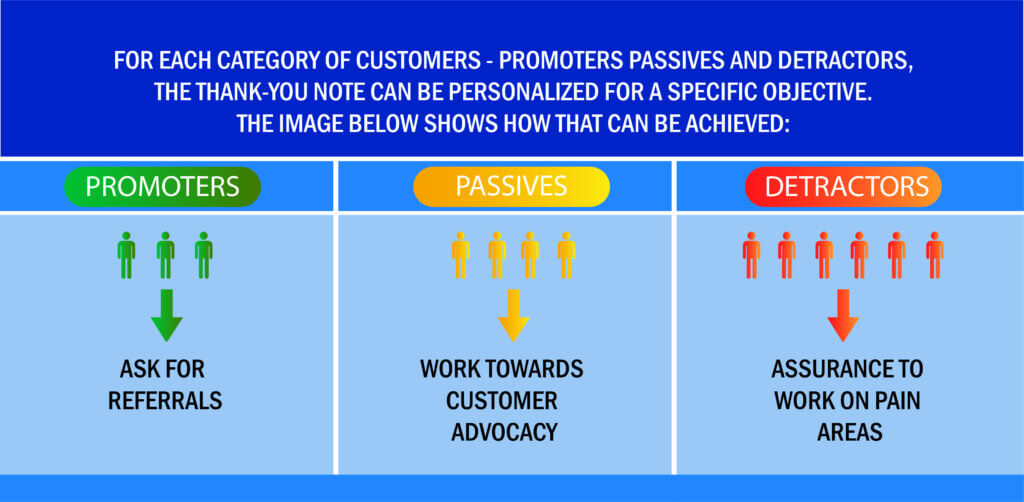 FOR EACH CATEGORY OF CUSTOMERS - PROMOTERS PASSIVES AND DETRACTORS,
THE THANK-YOU NOTE CAN BE PERSONALIZED FOR A SPECIFIC OBJECTIVE.
THE IMAGE BELOW SHOWS HOW THAT CAN BE ACHIEVED:
PROMOTERS
ASK FOR
REFERRALS
PASSIVES
WORK TOWARDS
CUSTOMER
ADVOCACY
DETRACTORS
ASSURANCE TO
WORK ON PAIN
AREAS